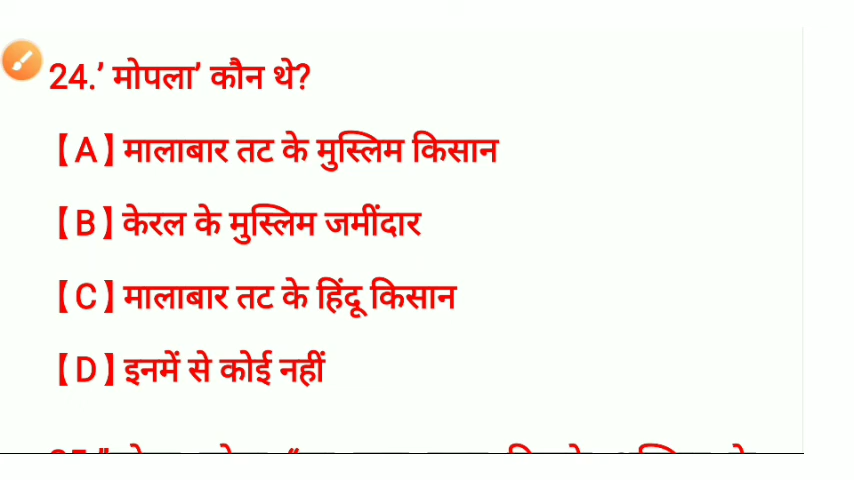 24.’ मोपला’ कौन थे?
【A】मालाबार तट के मुस्लिम किसान
【B】केरल के मुस्लिम जमींदार
【C】मालाबार तट के हिंदू किसान
【D】इनमें से कोई नहीं